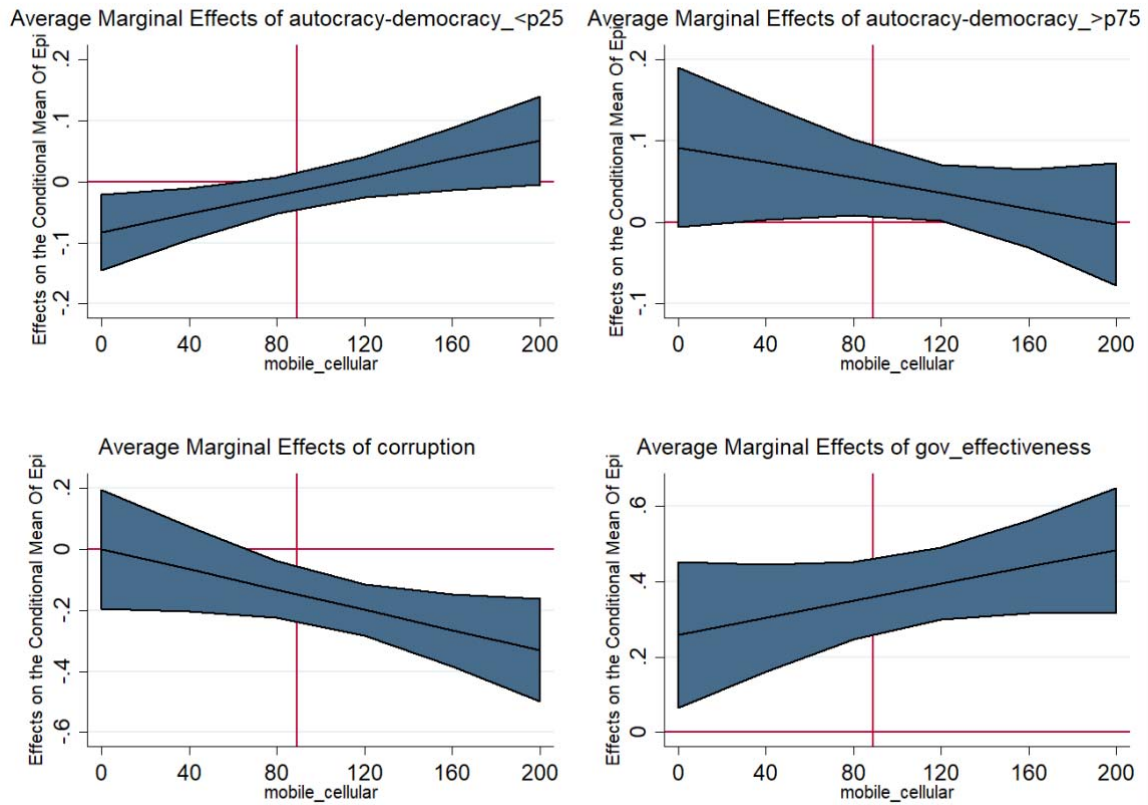 Average Marginal Effects of autocracy-democracy_<p25
Effects on the Conditional Mean Of Epi
.2
.1
0
-.1
-.2
0 40 80 120 160 200
mobile_cellular
Average Marginal Effects of autocracy-democracy_>p75
Effects on the Conditional Mean Of Epi
.2
.1
0
-.1
0 40 80 120 160 200
mobile_cellular
Average Marginal Effects of corruption
Effects on the Conditional Mean Of Epi
.2
0
-.2
-.4
-.6
0 40 80 120 160 200
mobile_cellular
Average Marginal Effects of gov_effectiveness
Effects on the Conditional Mean Of Epi
.6
.4
.2
0
0 40 80 120 160 200
mobile_cellular